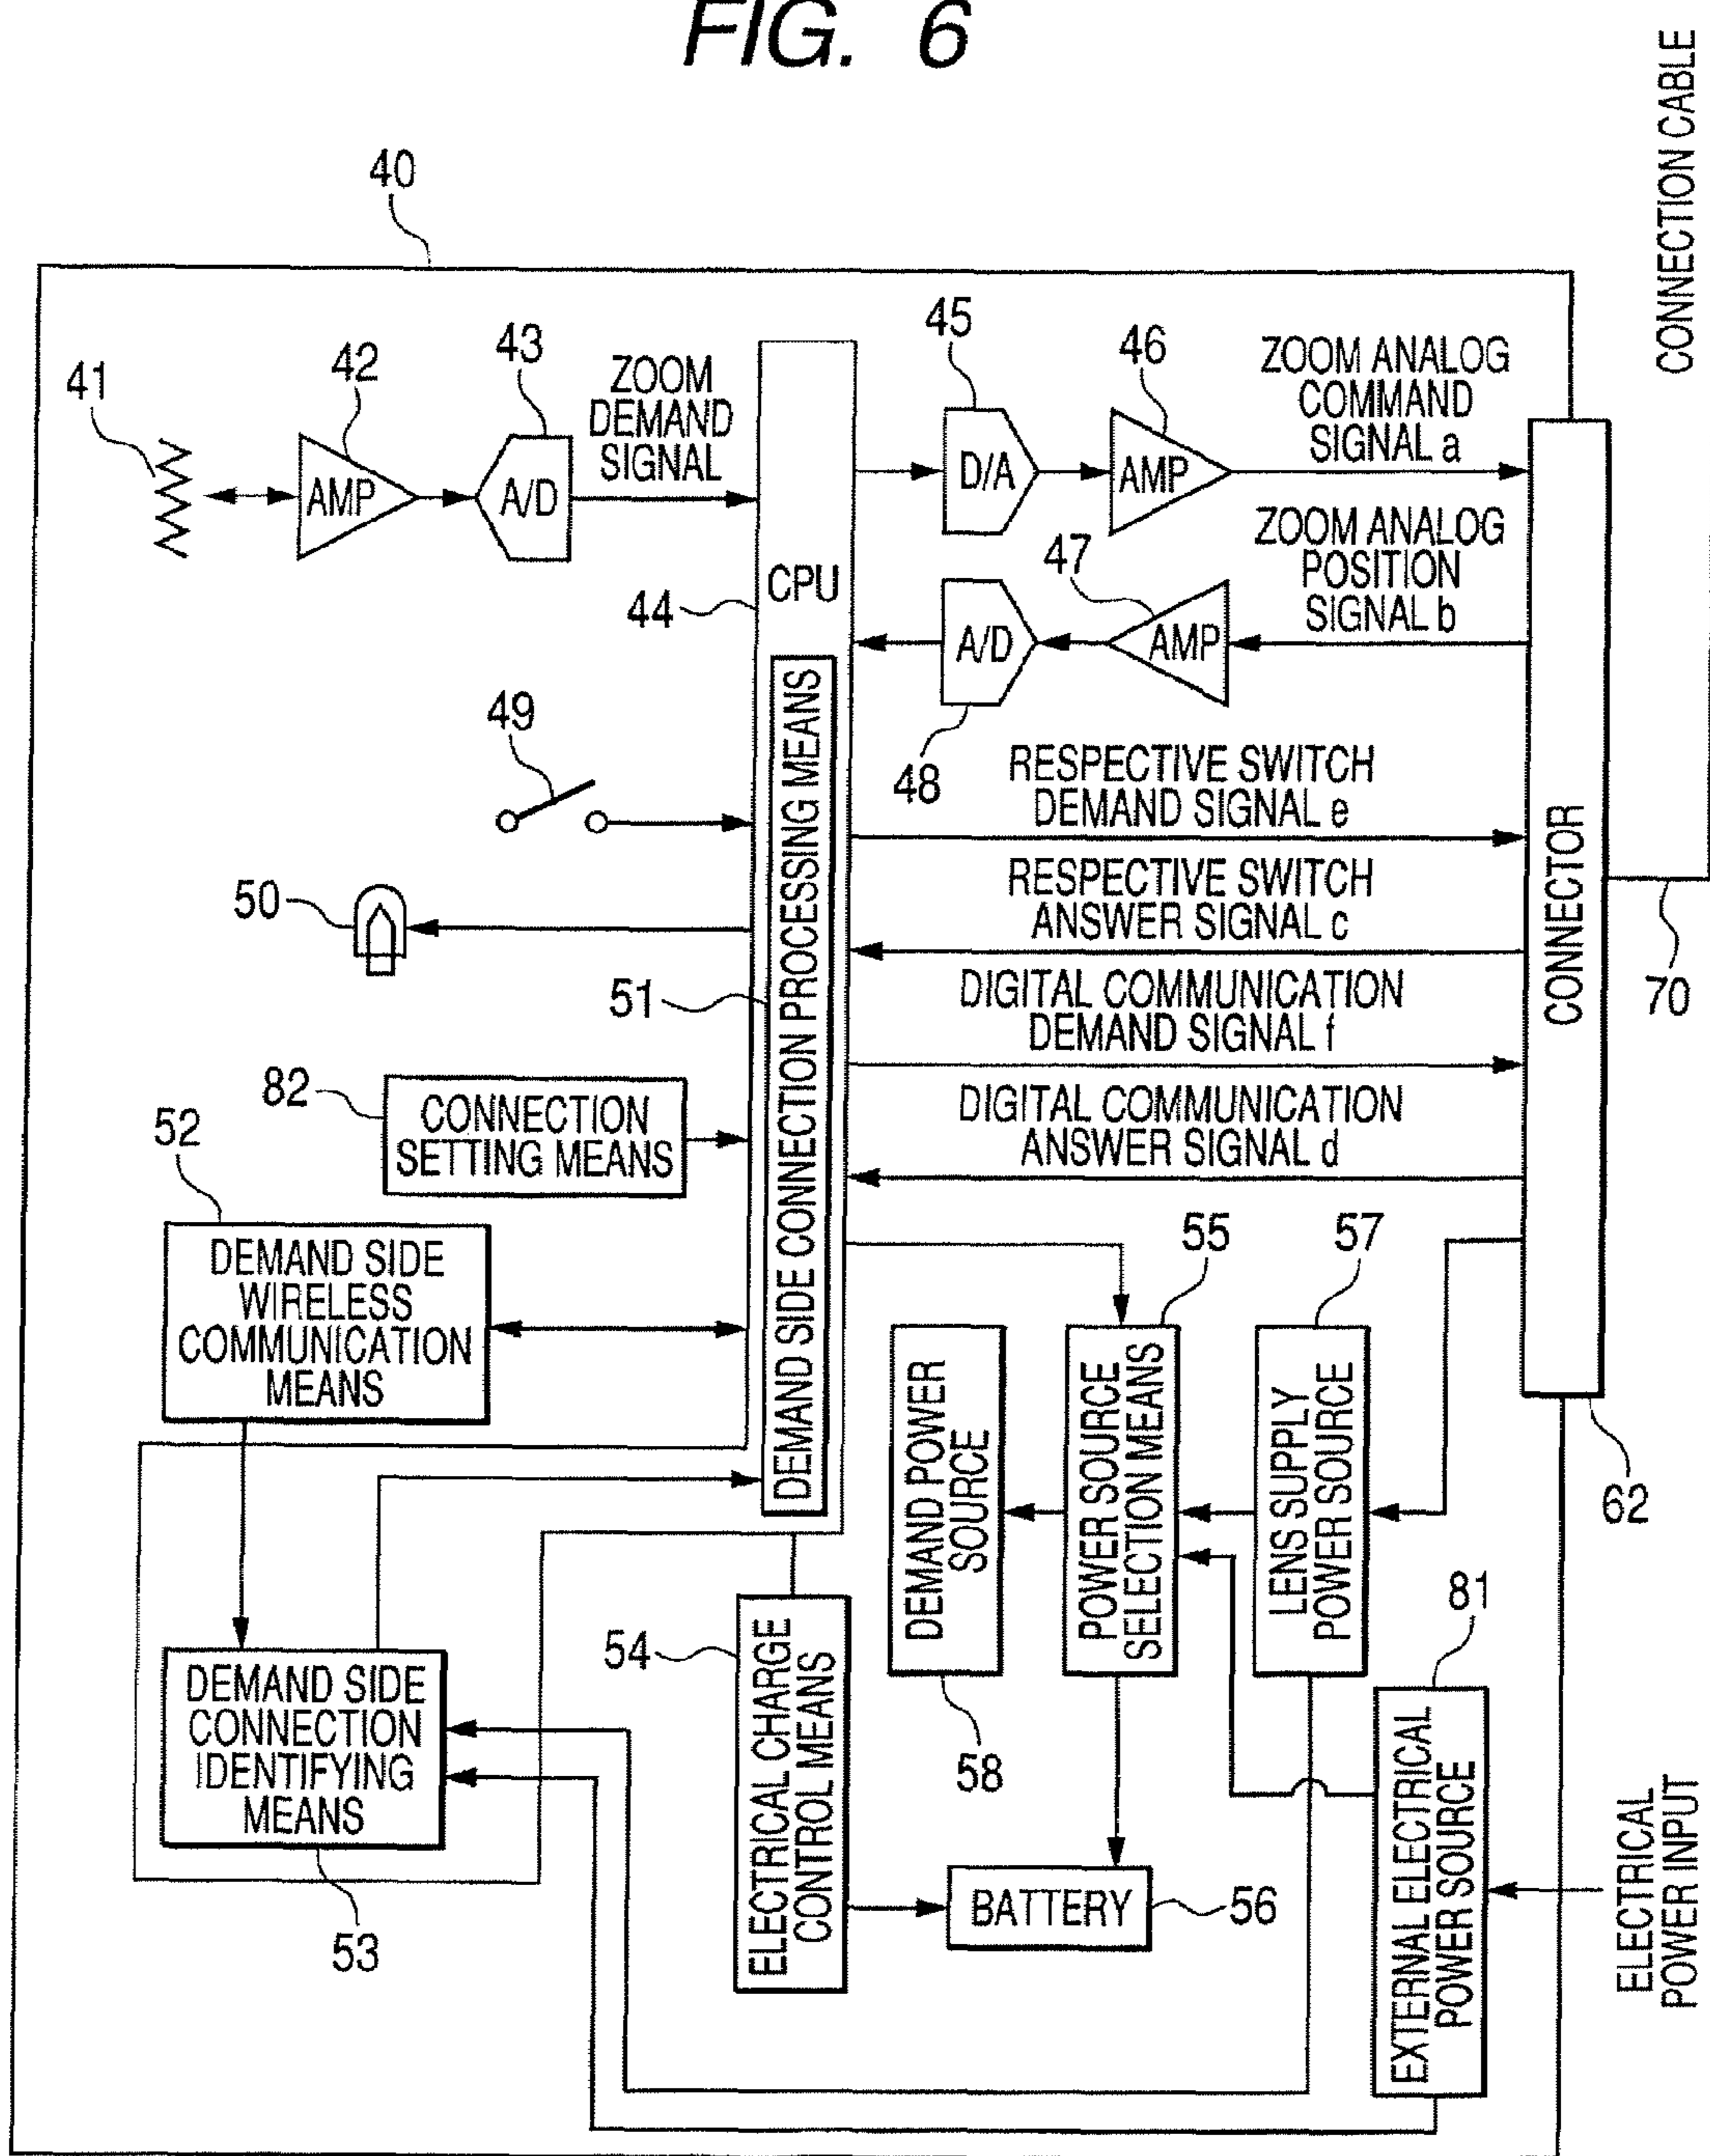 FIG. 6
CONNECTION CABLE
40
41
42
43
ZOOM
DEMAND
SIGNAL
45
46
ZOOM ANALOG
COMMAND
SIGNAL a
AMP
A/D
D/A
AMP
44
CPU
47
ZOOM ANALOG
POSITION
SIGNAL b
A/D
AMP
48
49
RESPECTIVE SWITCH
DEMAND SIGNAL e
50
RESPECTIVE SWITCH
ANSWER SIGNAL c
51
DEMAND SIDE CONNECTION PROCESSING MEANS
DIGITAL COMMUNICATION
DEMAND SIGNAL f
CONNECTOR
70
82
CONNECTION
SETTING MEANS
DIGITAL COMMUNICATION
ANSWER SIGNAL d
52
DEMAND SIDE
WIRELESS
COMMUNICATION
MEANS
55
57
DEMAND POWER
SOURCE
POWER SOURCE
SELECTION MEANS
LENS SUPPLY
POWER SOURCE
62
81
54
ELECTRICAL CHARGE
CONTROL MEANS
58
DEMAND SIDE
CONNECTION
IDENTIFYING
MEANS
53
BATTERY
56
EXTERNAL ELECTRICAL
POWER SOURCE
ELECTRICAL
POWER INPUT